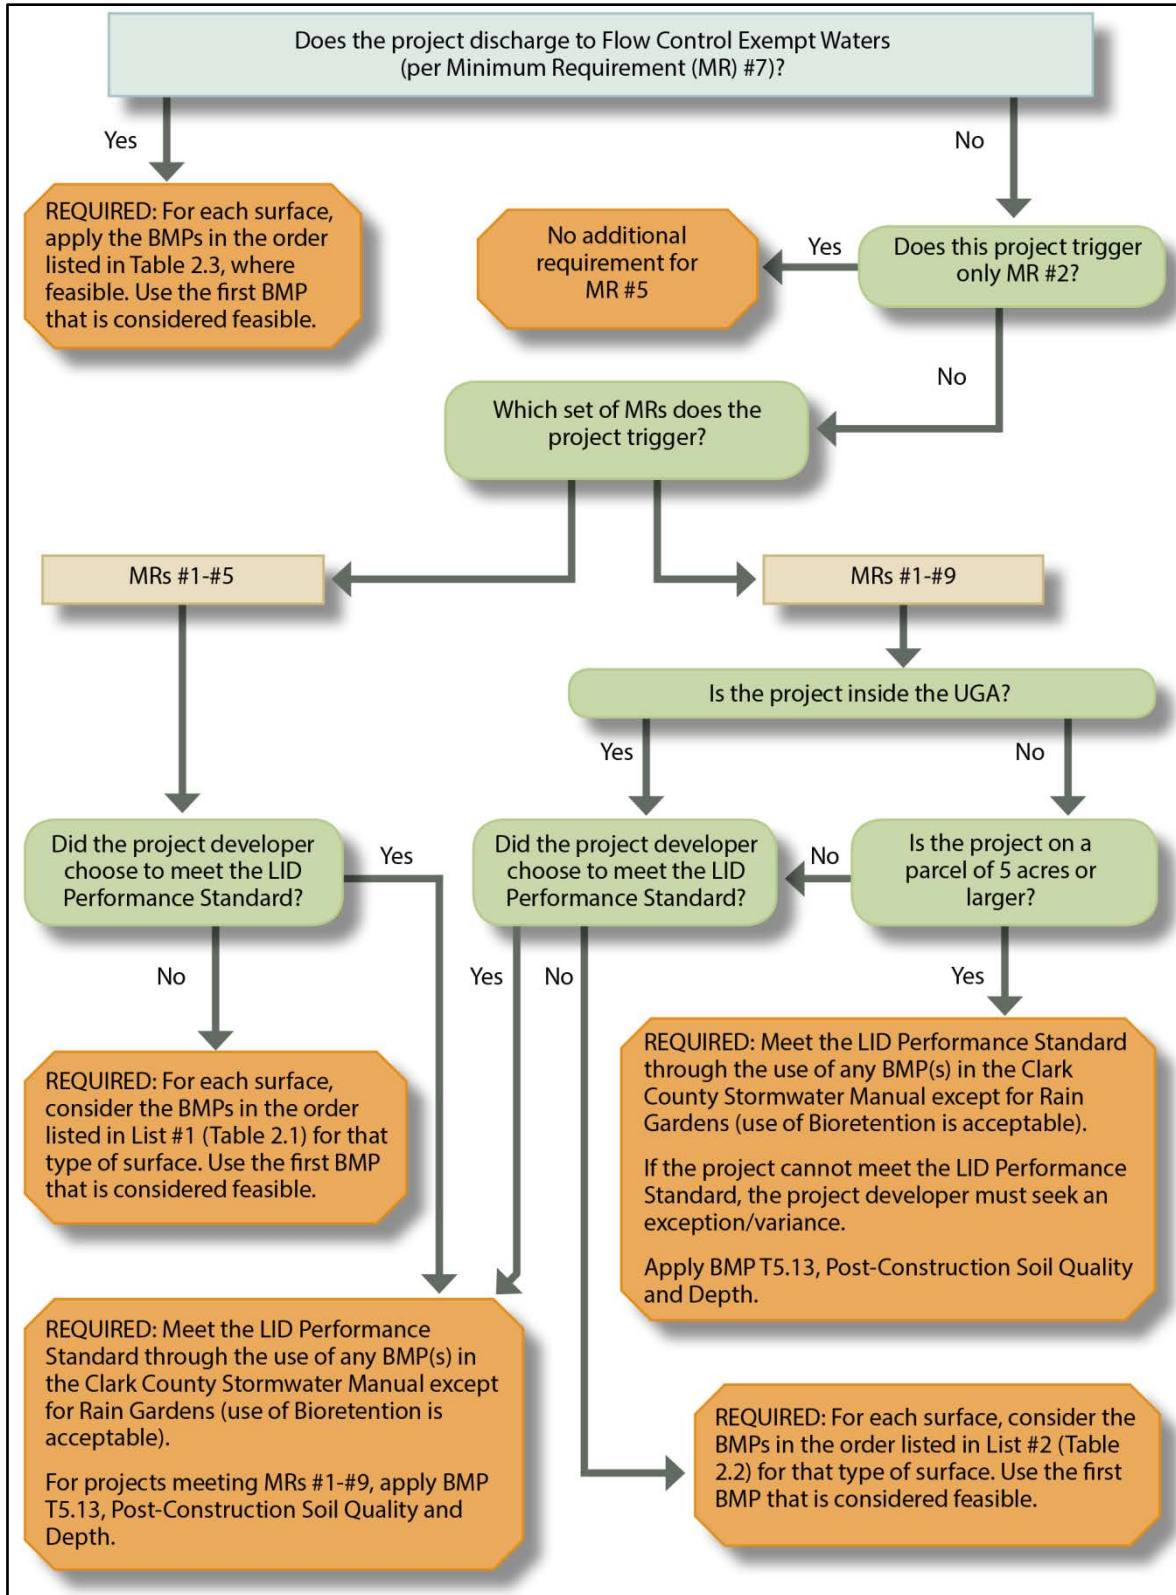 Does the project discharge to Flow Control Exempt Waters
(per Minimum Requirement (MR) #7)?
Yes
No
REQUIRED: For each surface,
apply the BMPs in the order
listed in Table 2.3, where
feasible. Use the first BMP
that is considered feasible.
No additional
requirement for
MR #5
Yes
Does this project trigger
only MR #2?
No
Which set of MRs does the
project trigger?
MRs #1-#5
MRs #1-#9
Is the project inside the UGA?
Yes
No
Did the project developer
choose to meet the LID
Performance Standard?
Yes
Did the project developer
choose to meet the LID
Performance Standard?
No
Is the project on a
parcel of 5 acres or
larger?
No
Yes
No
Yes
REQUIRED: For each surface,
consider the BMPs in the order
listed in List #1 (Table 2.1) for that
type of surface. Use the first BMP
that is considered feasible.
REQUIRED: Meet the LID Performance Standard
through the use of any BMP(s) in the Clark
County Stormwater Manual except for Rain
Gardens (use of Bioretention is acceptable).
If the project cannot meet the LID Performance
Standard, the project developer must seek an
exception/variance.
Apply BMP T5.13, Post-Construction Soil Quality
and Depth.
REQUIRED: Meet the LID Performance
Standard through the use of any BMP(s) in
the Clark County Stormwater Manual except
for Rain Gardens (use of Bioretention is
acceptable).
For projects meeting MRs #1-#9, apply BMP
T5.13, Post-Construction Soil Quality and
Depth.
REQUIRED: For each surface, consider the
BMPs in the order listed in List #2 (Table
2.2) for that type of surface. Use the first
BMP that is considered feasible.